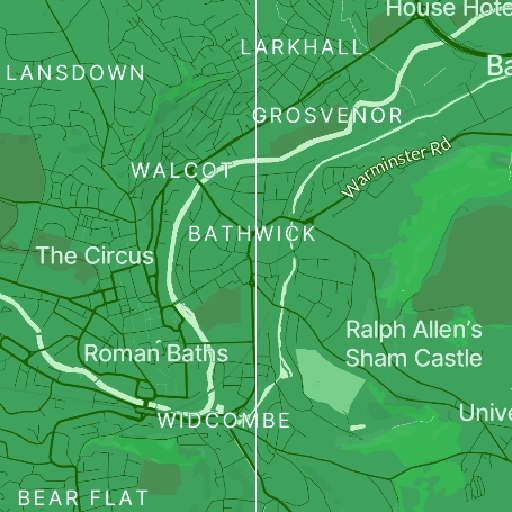 House Hote
LARKHALL
LANSDOWN
Ba
GROSVENOR
Warminster Rd
WALCOT
BATHWICK
The Circus
Ralph Allen's
Sham Castle
Roman Baths
Unive
WIDCOMBE
BEAR FLAT